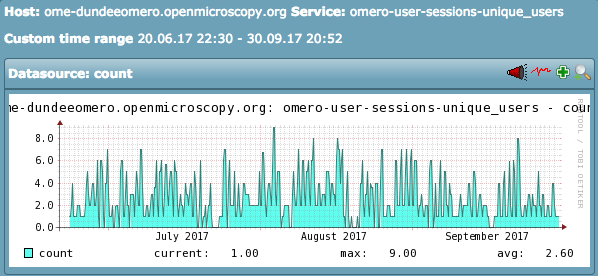 Host: ome-dundeeomero.openmicroscopy.org Service: omero-user-sessions-unique_users
Custom time range 20.06.17 22:30 - 30.09.17 20:52
Datasource: count
me-dundeeomero.openmicroscopy.org: omero-user-sessions-unique_users - coun
RRDTOOL / TOBI OETIKER
8.0
6.0
4.0
2.0
0.0
July 2017 August 2017 September 2017
count current: 1.00 max: 9.00 avg: 2.60